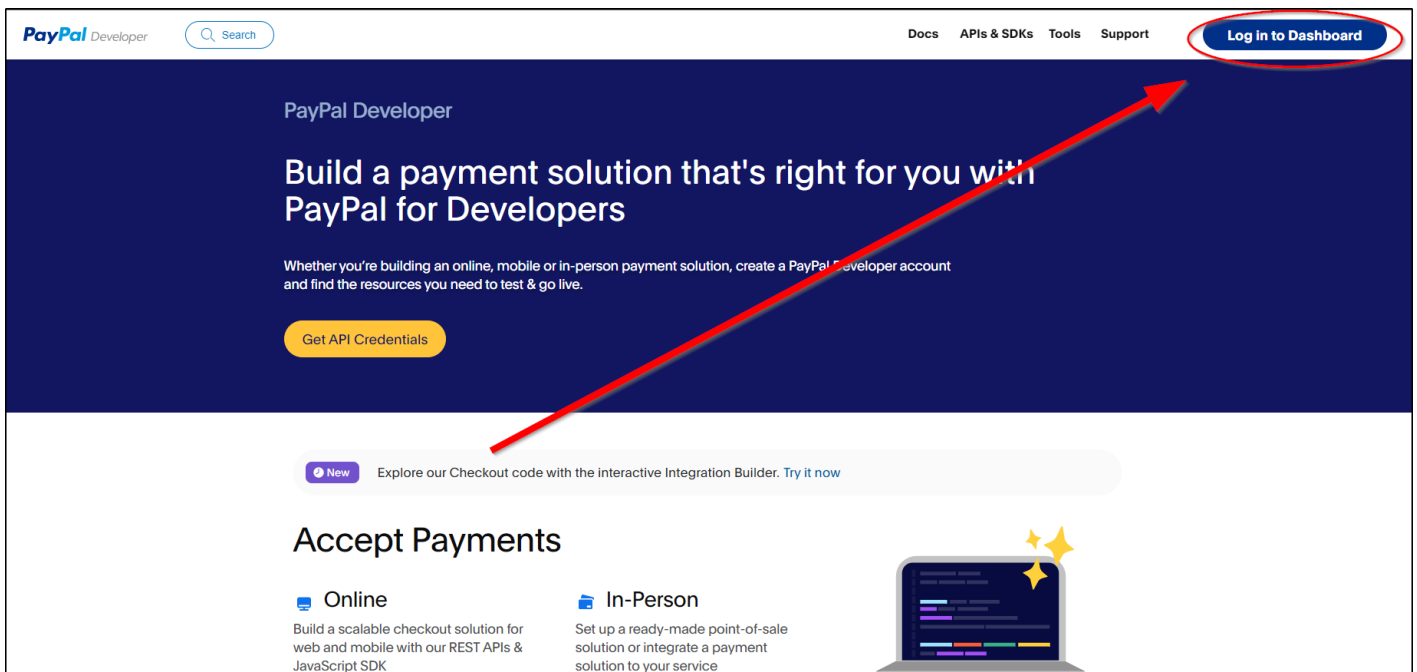 PayPal Developer
Search
Docs APIs & SDKs Tools Support
Log in to Dashboard
PayPal Developer
Build a payment solution that's right for you with
PayPal for Developers
Whether you're building an online, mobile or in-person payment solution, create a PayPal Developer account
and find the resources you need to test & go live.
Get API Credentials
New Explore our Checkout code with the interactive Integration Builder. Try it now
Accept Payments
Online
Build a scalable checkout solution for
web and mobile with our REST APIs &
JavaScript SDK
In-Person
Set up a ready-made point-of-sale
solution or integrate a payment
solution to your service